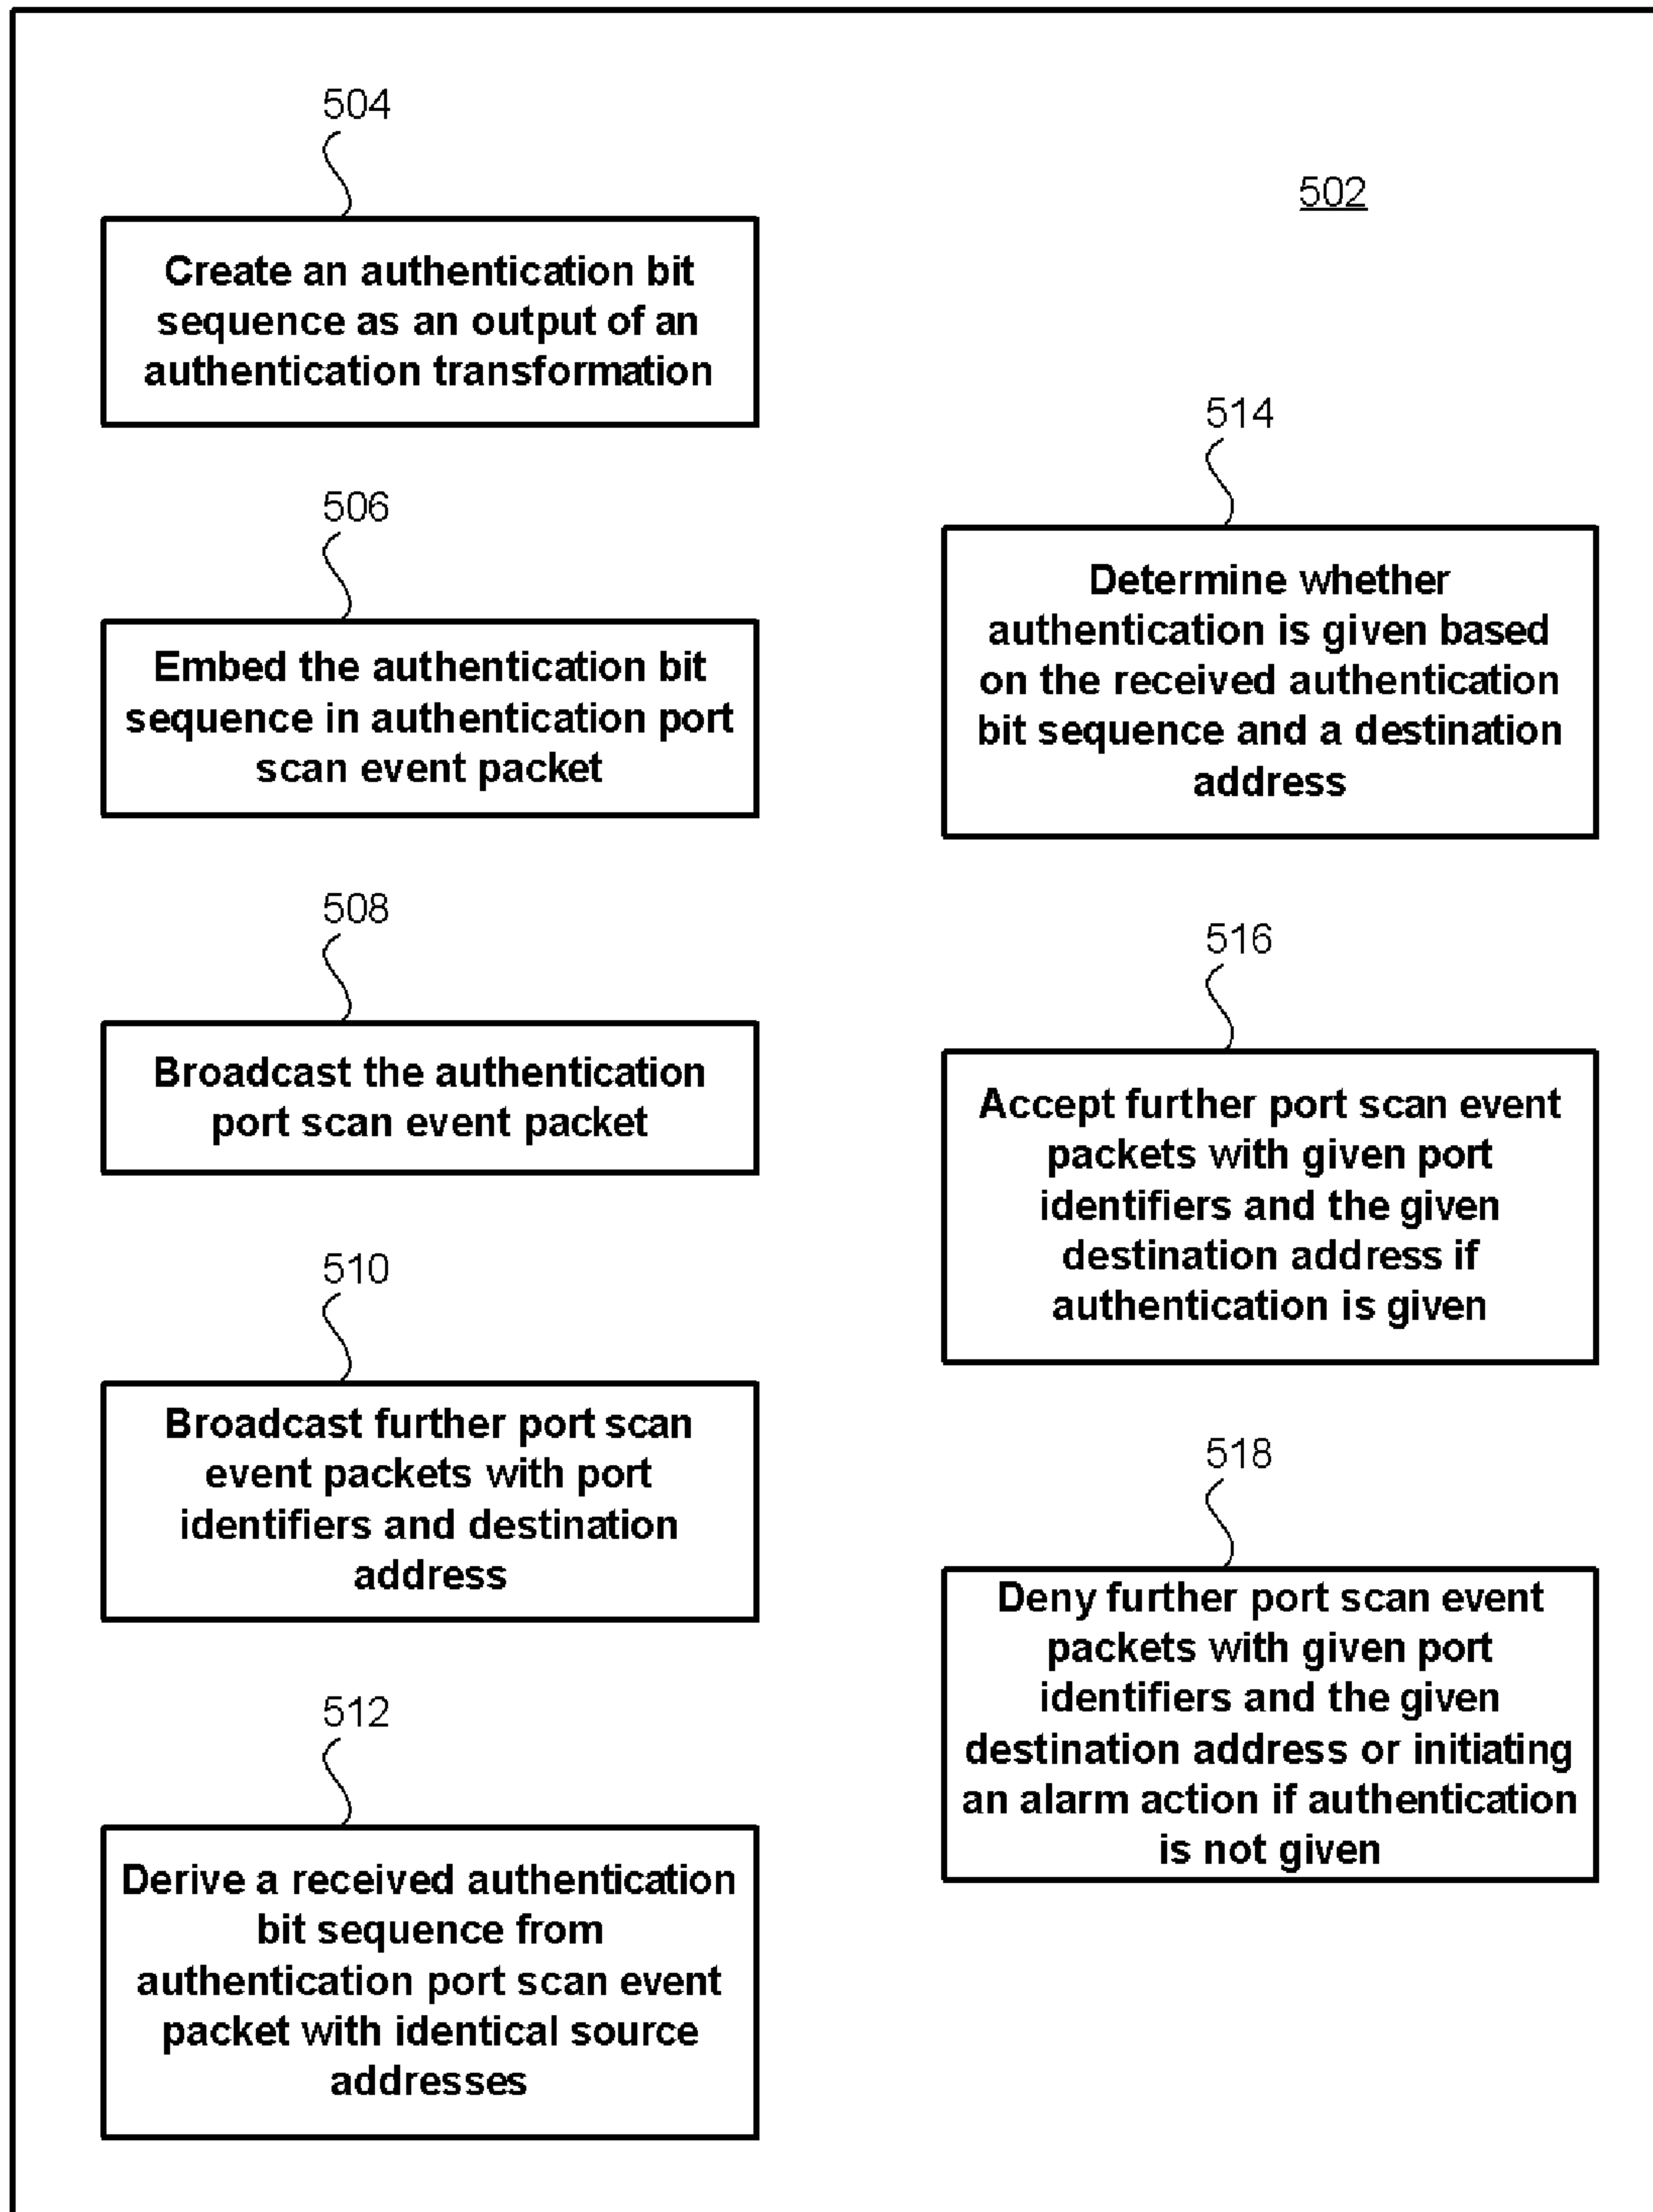 504
Create an authentication bit
sequence as an output of an
authentication transformation
506
Embed the authentication bit
sequence in authentication port
scan event packet
508
Broadcast the authentication
port scan event packet
510
Broadcast further port scan
event packets with port
identifiers and destination
address
512
Derive a received authentication
bit sequence from
authentication port scan event
packet with identical source
addresses
502
514
Determine whether
authentication is given based
on the received authentication
bit sequence and a destination
address
516
Accept further port scan event
packets with given port
identifiers and the given
destination address if
authentication is given
518
Deny further port scan event
packets with given port
identifiers and the given
destination address or initiating
an alarm action if authentication
is not given